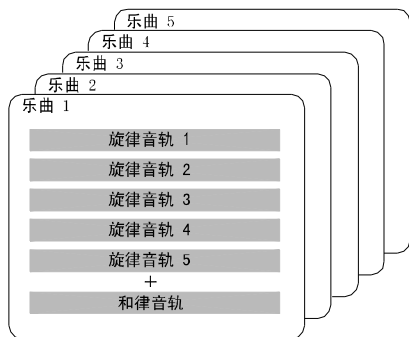 乐曲 5
乐曲 4
乐曲 3
乐曲 2
乐曲 1
旋律音轨 1
旋律音轨 2
旋律音轨 3
旋律音轨 4
旋律音轨 5
+
和律音轨